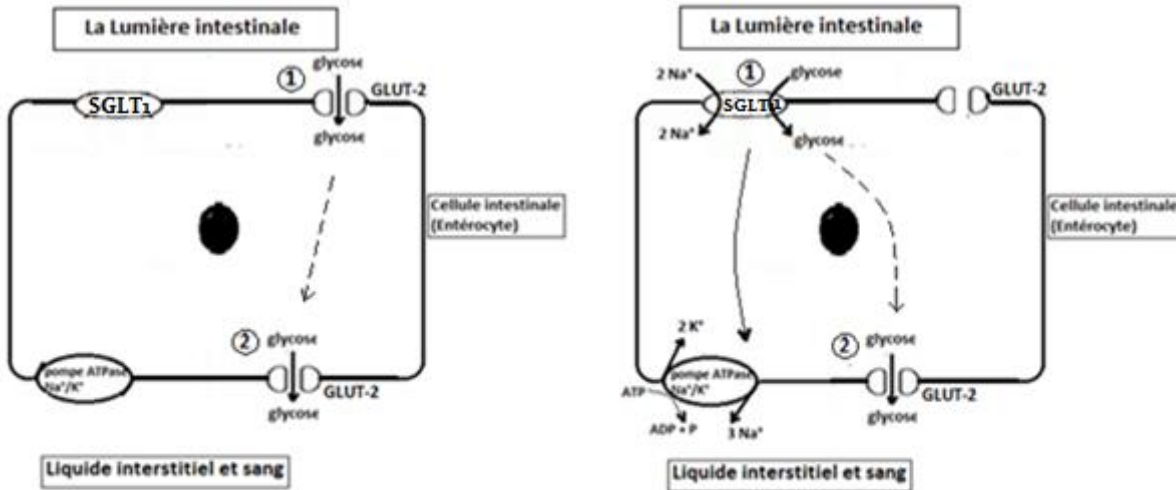 La Lumière intestinale
①
glycose
SGLT1
GLUT-2
glycose
Cellule intestinale
(Entérocyte)
②
glycose
pompe ATPase
Na⁺/K⁺
GLUT-2
glycose
Liquide interstitiel et sang
La Lumière intestinale
①
2 Na⁺
glycose
SGLT1
GLUT-2
2 Na⁺
glycose
Cellule intestinale
(Entérocyte)
2 K⁺
②
glycose
pompe ATPase
Na⁺/K⁺
ATP
GLUT-2
glycose
ADP + P
3 Na⁺
Liquide interstitiel et sang